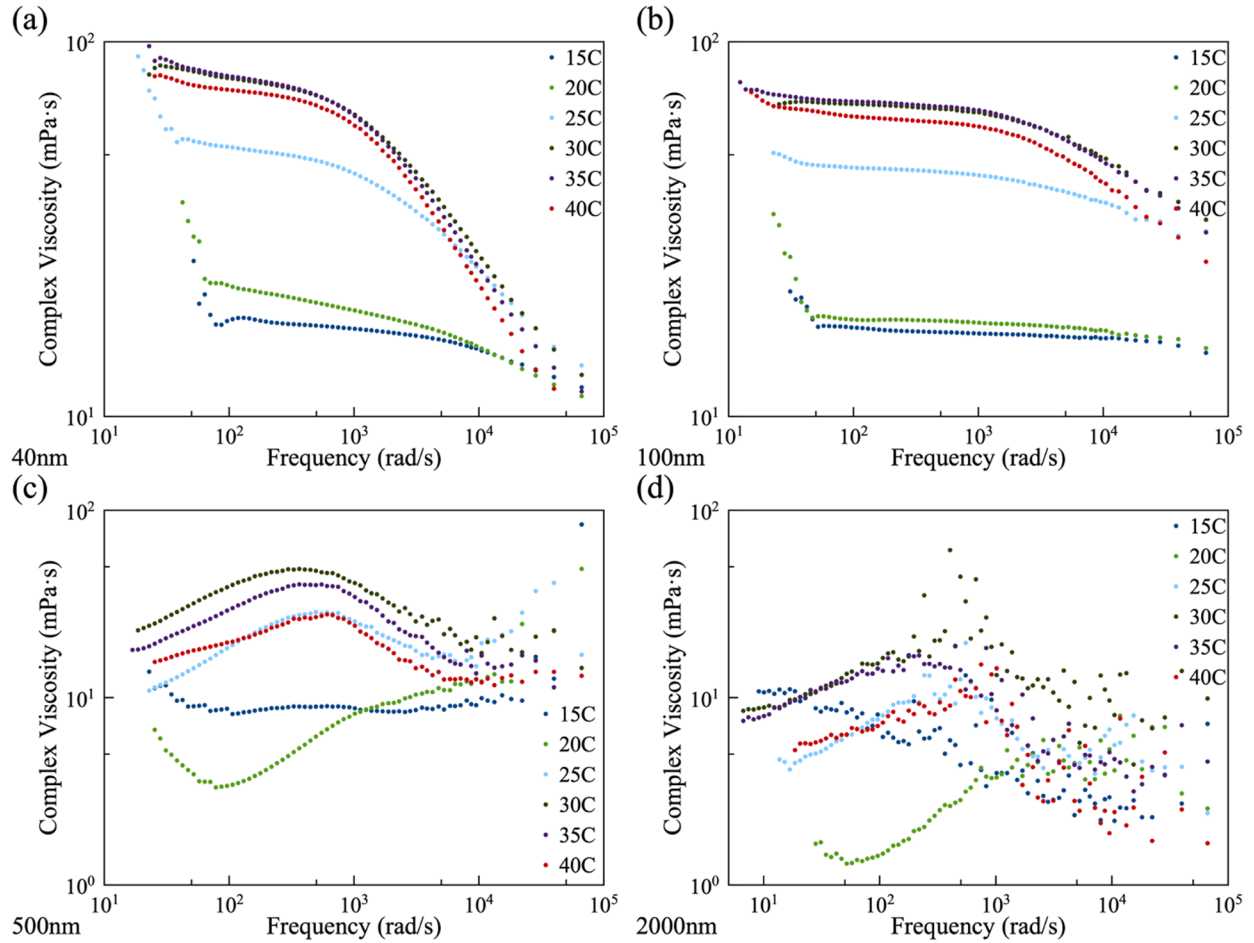 (a)
10²
Complex Viscosity (mPa·s)
15C
20C
25C
30C
35C
40C
10¹
10¹ 10² 10³ 10⁴ 10⁵
40nm Frequency (rad/s)
(b)
10²
Complex Viscosity (mPa·s)
15C
20C
25C
30C
35C
40C
10¹
10¹ 10² 10³ 10⁴ 10⁵
100nm Frequency (rad/s)
(c)
10²
Complex Viscosity (mPa·s)
10¹
15C
20C
25C
30C
35C
40C
10⁰
10¹ 10² 10³ 10⁴ 10⁵
500nm Frequency (rad/s)
(d)
10²
Complex Viscosity (mPa·s)
15C
20C
25C
30C
35C
40C
10¹
10⁰
10¹ 10² 10³ 10⁴ 10⁵
2000nm Frequency (rad/s)